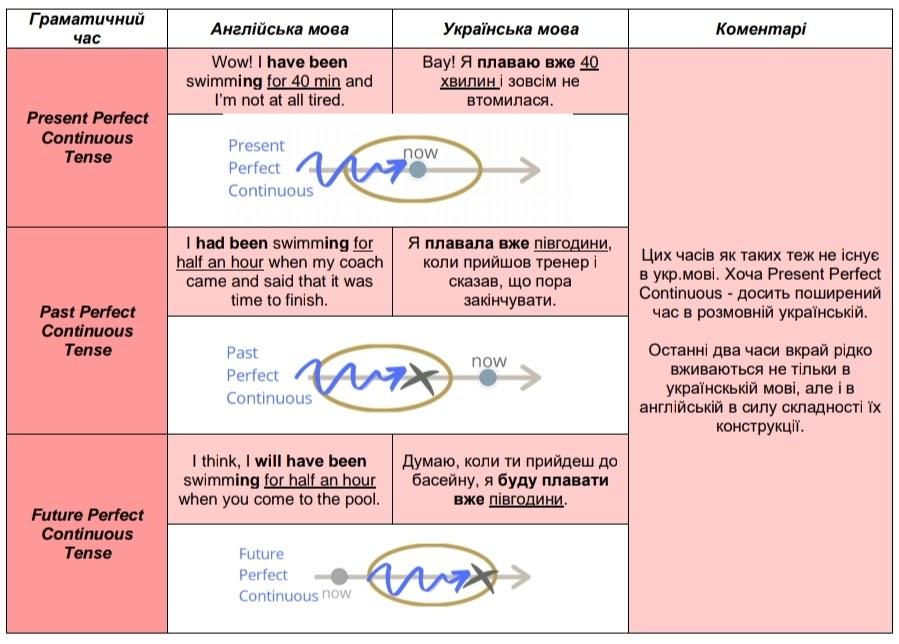 Граматичний
час
Англійська мова
Українська мова
Коментарі
Present Perfect
Continuous
Tense
Wow! I have been
swimming for 40 min and
I'm not at all tired.
Вау! Я плаваю вже 40
хвилин і зовсім не
втомилася.
Present
Perfect
Continuous
now
Past Perfect
Continuous
Tense
I had been swimming for
half an hour when my coach
came and said that it was
time to finish.
Я плавала вже півгодини,
коли прийшов тренер і
сказав, що пора
закінчувати.
Past
Perfect
Continuous
now
Future Perfect
Continuous
Tense
I think, I will have been
swimming for half an hour
when you come to the pool.
Думаю, коли ти прийдеш до
басейну, я буду плавати
вже півгодини.
Future
Perfect
Continuous
now
Цих часів як таких теж не існує
в укр.мові. Хоча Present Perfect
Continuous - досить поширений
час в розмовній українській.
Останні два часи вкрай рідко
вживаються не тільки в
українскькій мові, але і в
англійській в силу складності їх
конструкції.